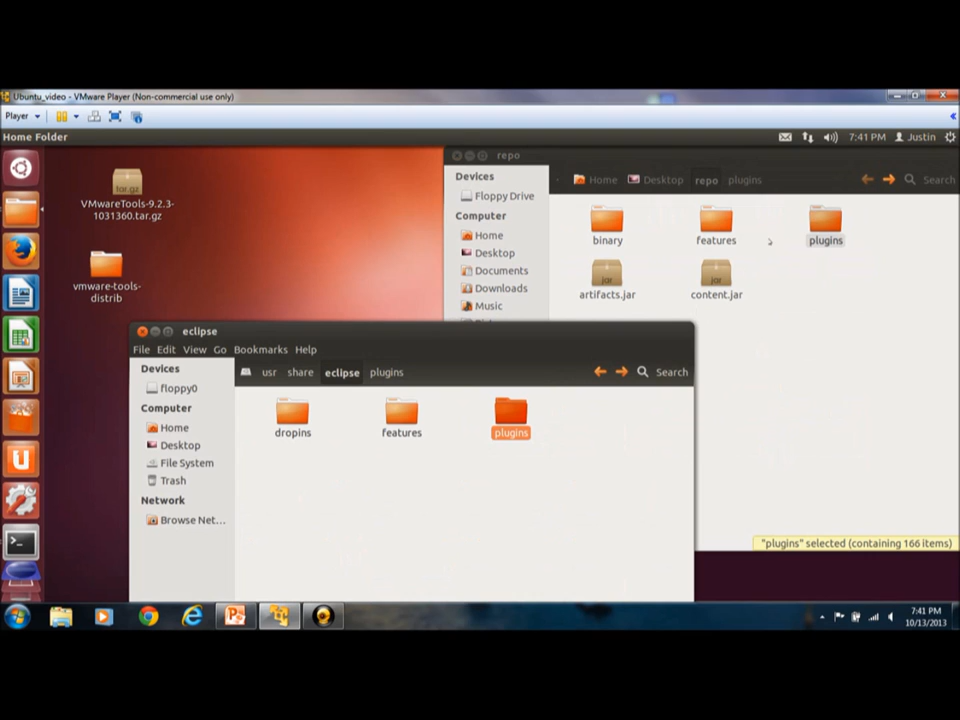 Ubuntu_video - VMware Player (Non-commercial use only)
Player
Home Folder
7:41 PM
Justin
tar.gz
VMwareTools-9.2.3-
1031360.tar.gz
vmware-tools-
distrib
repo
Devices
Floppy Drive
Computer
Home
Desktop
Documents
Downloads
Music
Home
Desktop
repo
plugins
Search
binary
features
plugins
jar
artifacts.jar
jar
content.jar
"plugins" selected (containing 166 items)
eclipse
File Edit View Go Bookmarks Help
Devices
floppy0
Computer
Home
Desktop
File System
Trash
Network
Browse Net...
usr share eclipse plugins
Search
dropins
features
plugins
7:41 PM
10/13/2013